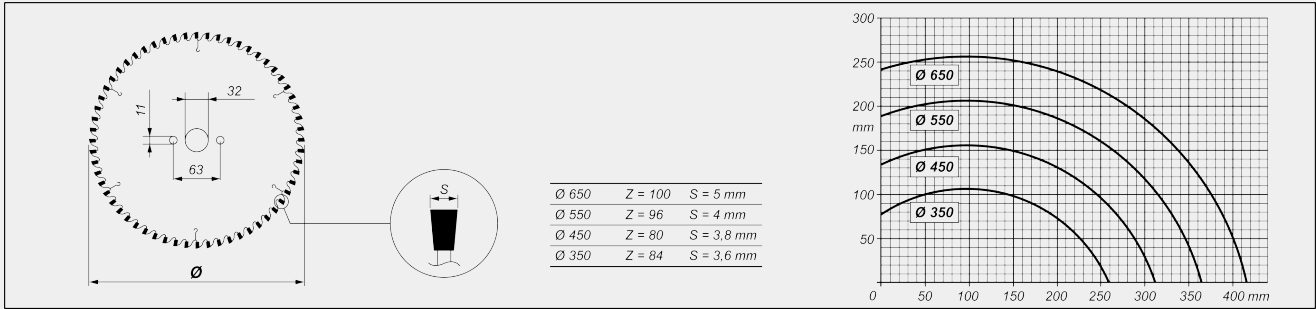 32
11
63
Ø
S
Ø 650 Z = 100 S = 5 mm
Ø 550 Z = 96 S = 4 mm
Ø 450 Z = 80 S = 3,8 mm
Ø 350 Z = 84 S = 3,6 mm
300
250
200
mm
150
100
50
Ø 650
Ø 550
Ø 450
Ø 350
0 50 100 150 200 250 300 350 400 mm